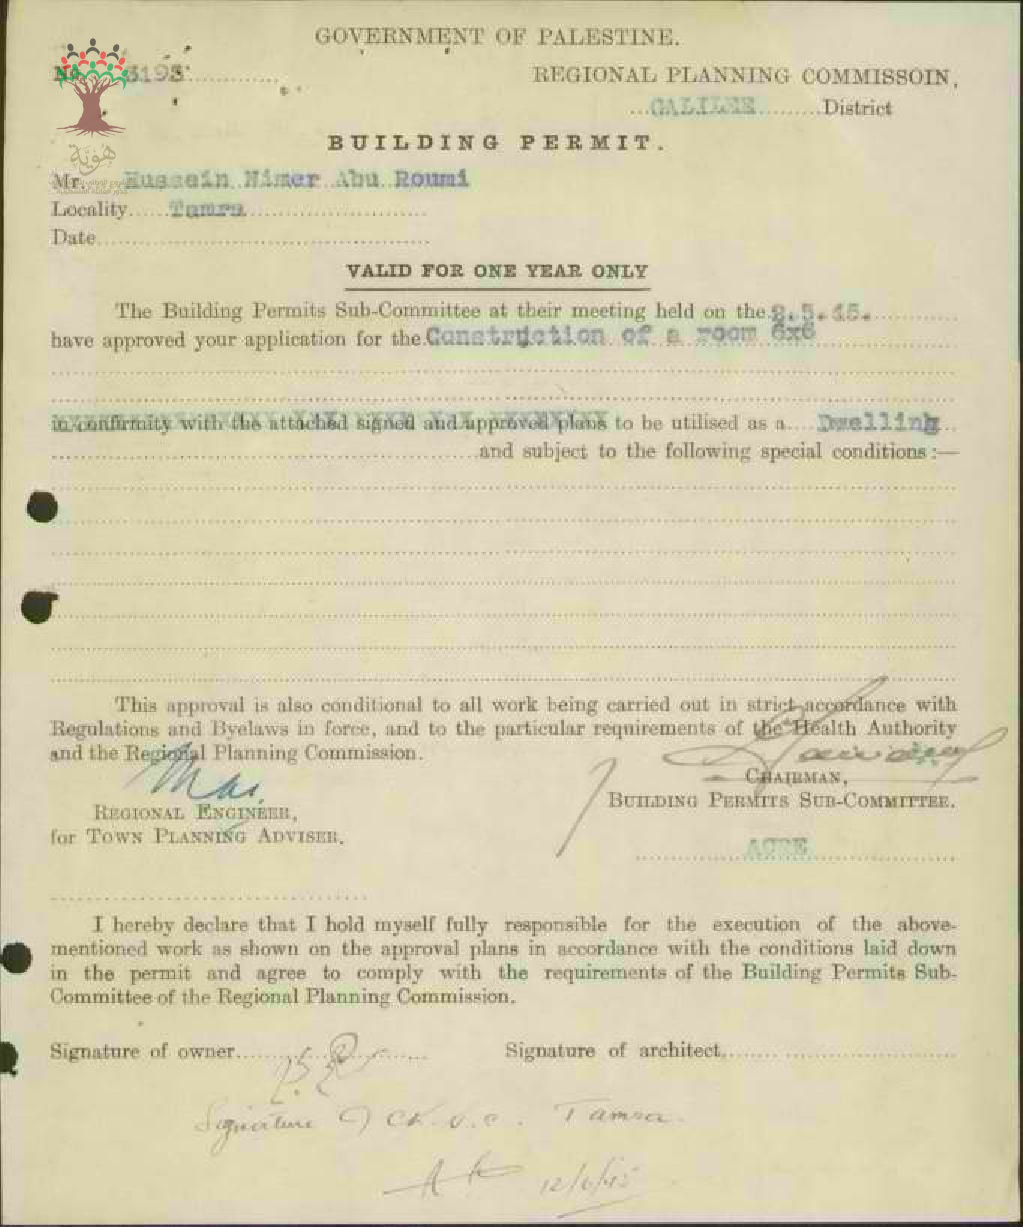 GOVERNMENT OF PALESTINE.
No. 3193
REGIONAL PLANNING COMMISSOIN,
GALILEE District
BUILDING PERMIT.
هوية
Mr. Hussein Nimer Abu Roumi
Locality Tamra
Date
VALID FOR ONE YEAR ONLY
The Building Permits Sub-Committee at their meeting held on the 2.5.45.
have approved your application for the Construction of a room 6x6
in confirmity with the attached signed and approved plans to be utilised as a Dwelling
and subject to the following special conditions :—
This approval is also conditional to all work being carried out in strict accordance with
Regulations and Byelaws in force, and to the particular requirements of the Health Authority
and the Regional Planning Commission.
CHAIRMAN,
REGIONAL ENGINEER,
BUILDING PERMITS SUB-COMMITTEE.
for TOWN PLANNING ADVISER.
ACRE
I hereby declare that I hold myself fully responsible for the execution of the above-
mentioned work as shown on the approval plans in accordance with the conditions laid down
in the permit and agree to comply with the requirements of the Building Permits Sub-
Committee of the Regional Planning Commission.
Signature of owner
Signature of architect
Signature of Tamra.
12/6/45